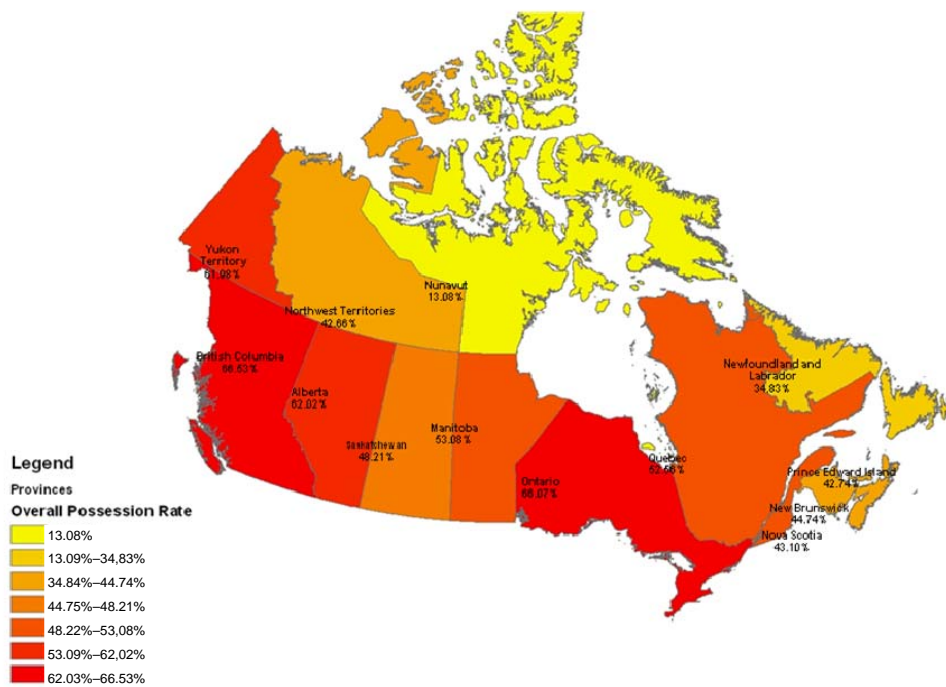 Yukon
Territory
61.08%
Nunavut
13.08%
Northwest Territories
42.66%
British Columbia
66.53%
Alberta
62.02%
Saskatchewan
48.21%
Manitoba
53.08%
Ontario
66.07%
Quebec
52.56%
Newfoundland and
Labrador
34.83%
Prince Edward Island
42.74%
New Brunswick
44.74%
Nova Scotia
43.10%
Legend
Provinces
Overall Possession Rate
13.08%
13.09%–34,83%
34.84%–44.74%
44.75%–48.21%
48.22%–53,08%
53.09%–62,02%
62.03%–66.53%